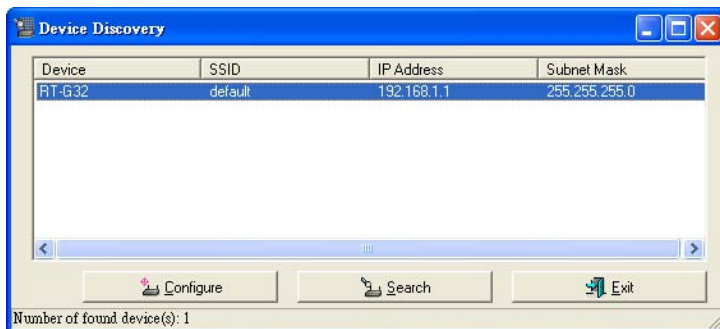 Device Discovery
Device SSID IP Address Subnet Mask
RT-G32 default 192.168.1.1 255.255.255.0
Configure Search Exit
Number of found device(s): 1